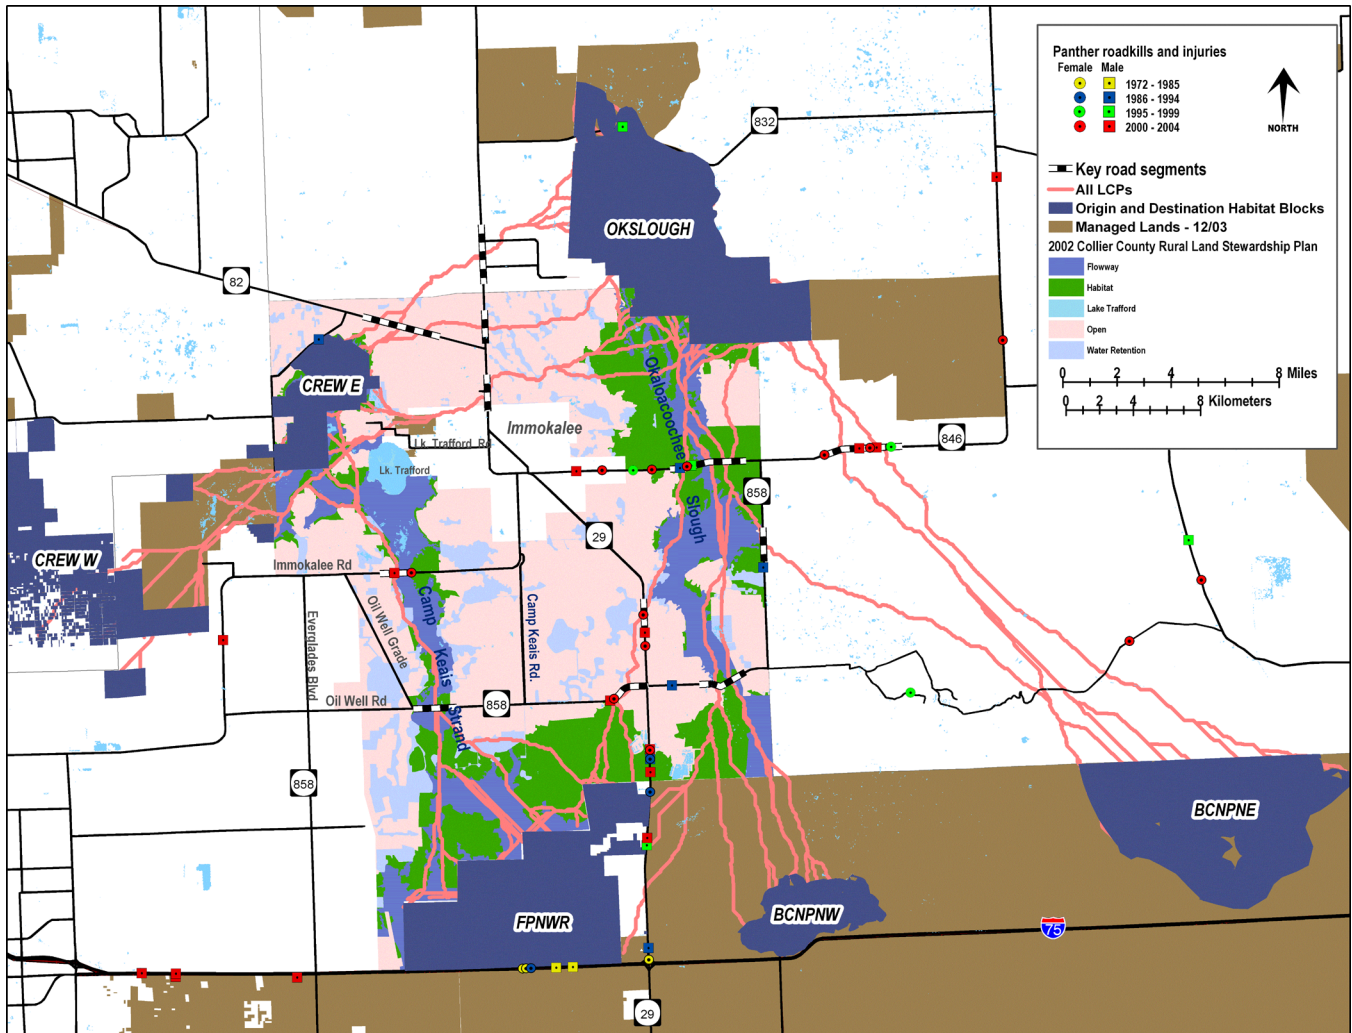 Panther roadkills and injuries
Female Male
1972 - 1985
1986 - 1994
1995 - 1999
2000 - 2004
NORTH
Key road segments
All LCPs
Origin and Destination Habitat Blocks
Managed Lands - 12/03
2002 Collier County Rural Land Stewardship Plan
Flowway
Habitat
Lake Trafford
Open
Water Retention
0 2 4 8 Miles
0 2 4 8 Kilometers
832
OKSLOUGH
82
CREW E
Okaloacoochee
Slough
Immokalee
Lk. Trafford Rd
Lk. Trafford
846
858
29
CREW W
Immokalee Rd
Oil Well Grade
Camp
Keais
Strand
Camp Keais Rd.
Everglades Blvd
Oil Well Rd
858
858
BCNPNE
BCNPNW
FPNWR
75
29